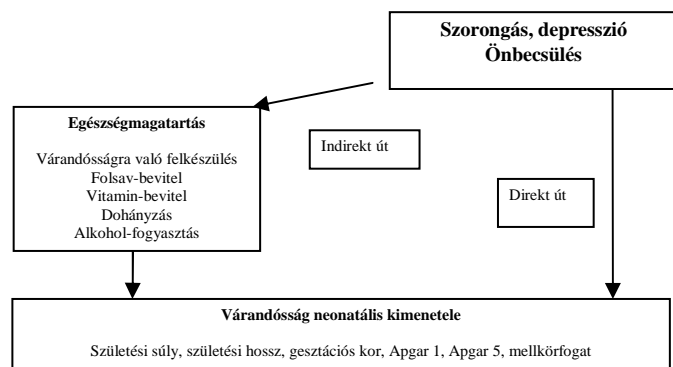 Szorongás, depresszió
Önbecsülés
Egészségmagatartás
Várandósságra való felkészülés
Folsav-bevitel
Vitamin-bevitel
Dohányzás
Alkohol-fogyasztás
Indirekt út
Direkt út
Várandósság neonatális kimenetele
Születési súly, születési hossz, gesztációs kor, Apgar 1, Apgar 5, mellkörfogat